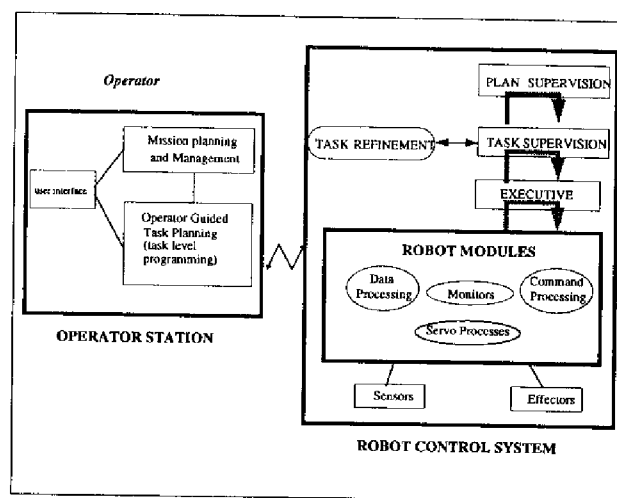 Operator
Mission planning
and Management
user interface
Operator Guided
Task Planning
(task level
programming)
OPERATOR STATION
PLAN SUPERVISION
TASK REFINEMENT
TASK SUPERVISION
EXECUTIVE
ROBOT MODULES
Data
Processing
Monitors
Command
Processing
Servo Processes
Sensors
Effectors
ROBOT CONTROL SYSTEM